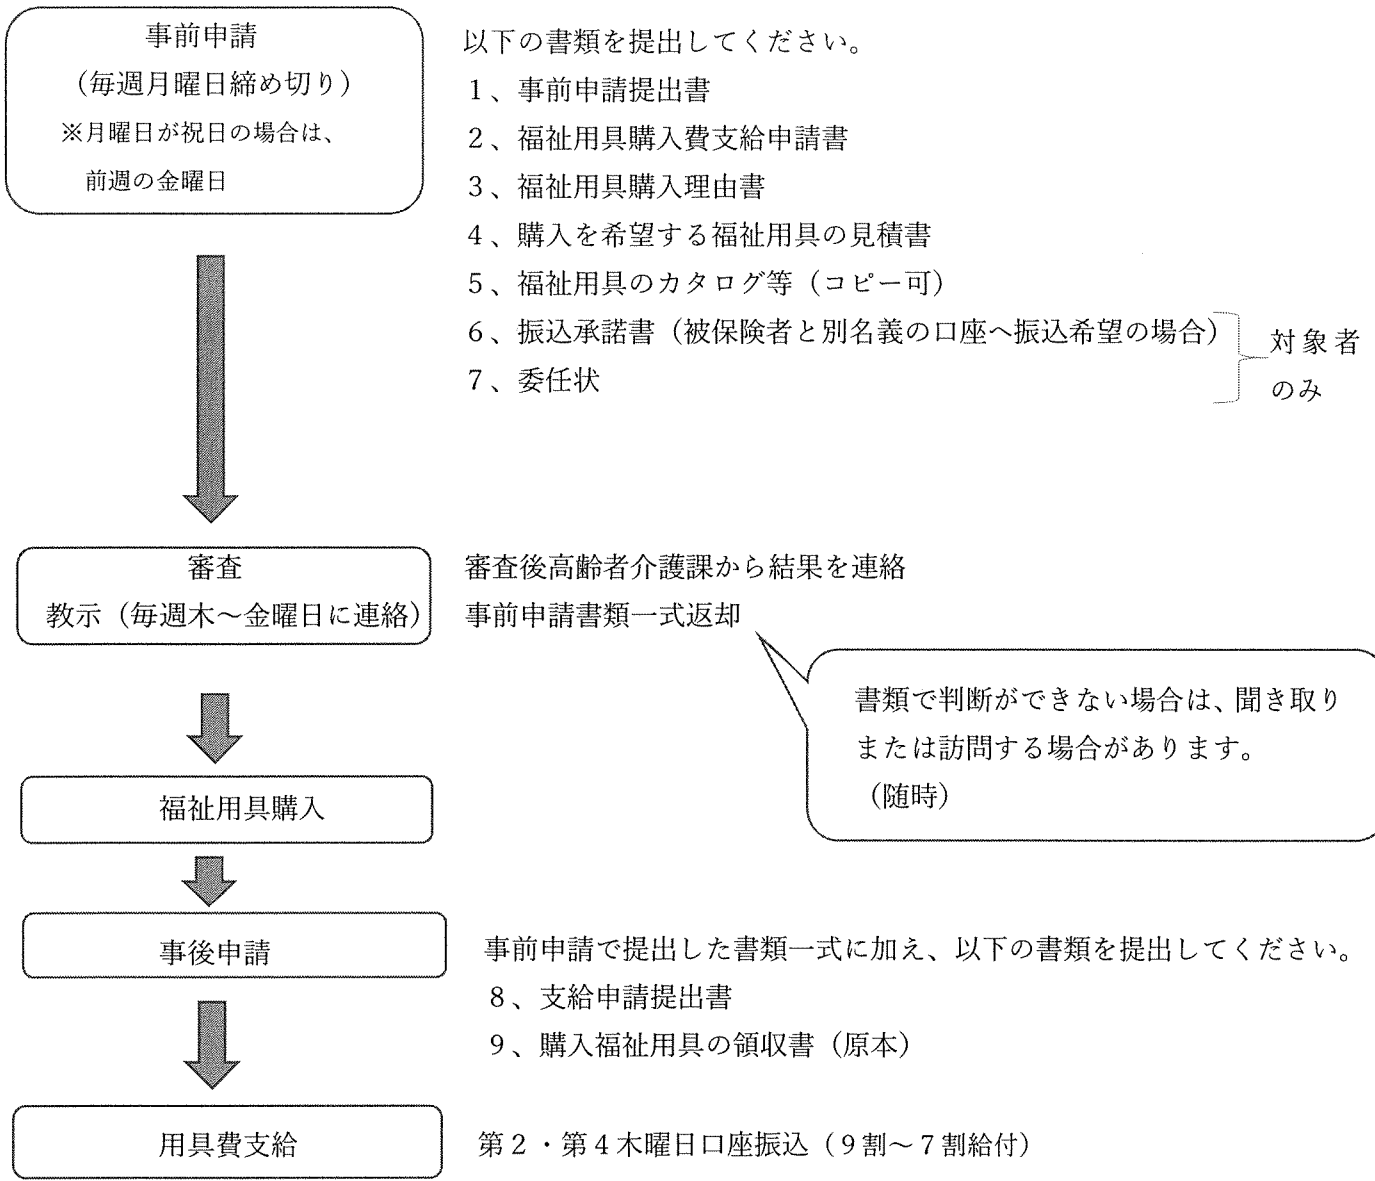 事前申請
（毎週月曜日締め切り）
※月曜日が祝日の場合は、
前週の金曜日
以下の書類を提出してください。
１、事前申請提出書
２、福祉用具購入費支給申請書
３、福祉用具購入理由書
４、購入を希望する福祉用具の見積書
５、福祉用具のカタログ等（コピー可）
６、振込承諾書（被保険者と別名義の口座へ振込希望の場合）
７、委任状
対象者
のみ
審査
教示（毎週木～金曜日に連絡）
審査後高齢者介護課から結果を連絡
事前申請書類一式返却
書類で判断ができない場合は、聞き取り
または訪問する場合があります。
（随時）
福祉用具購入
事後申請
事前申請で提出した書類一式に加え、以下の書類を提出してください。
８、支給申請提出書
９、購入福祉用具の領収書（原本）
用具費支給
第２・第４木曜日口座振込（９割～７割給付）